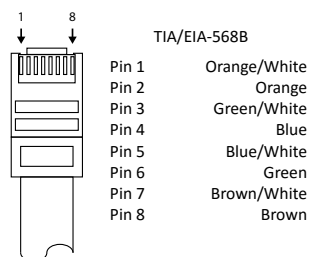 1 8
TIA/EIA-568B
Pin 1 Orange/White
Pin 2 Orange
Pin 3 Green/White
Pin 4 Blue
Pin 5 Blue/White
Pin 6 Green
Pin 7 Brown/White
Pin 8 Brown